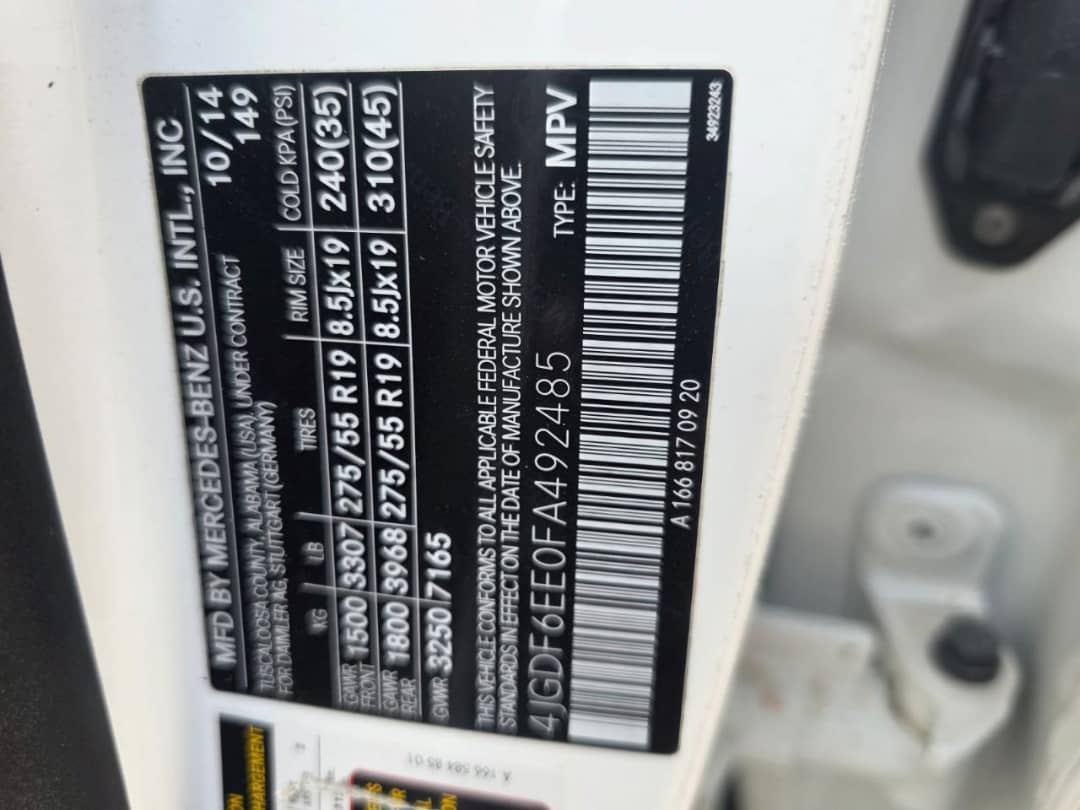 MFD BY MERCEDES-BENZ U.S. INTL., INC
TUSCALOOSA COUNTY, ALABAMA (USA), UNDER CONTRACT 10/14
FOR DAIMLER AG, STUTTGART (GERMANY) 149
KG LB TIRES RIM SIZE COLD KPA (PSI)
GAWR FRONT 1500 3307 275/55 R19 8.5Jx19 240(35)
GAWR REAR 1800 3968 275/55 R19 8.5Jx19 310(45)
GVWR 3250 7165
THIS VEHICLE CONFORMS TO ALL APPLICABLE FEDERAL MOTOR VEHICLE SAFETY
STANDARDS IN EFFECT ON THE DATE OF MANUFACTURE SHOWN ABOVE.
4JGDF6EE0FA492485 TYPE: MPV
A 166 817 09 20
34923243